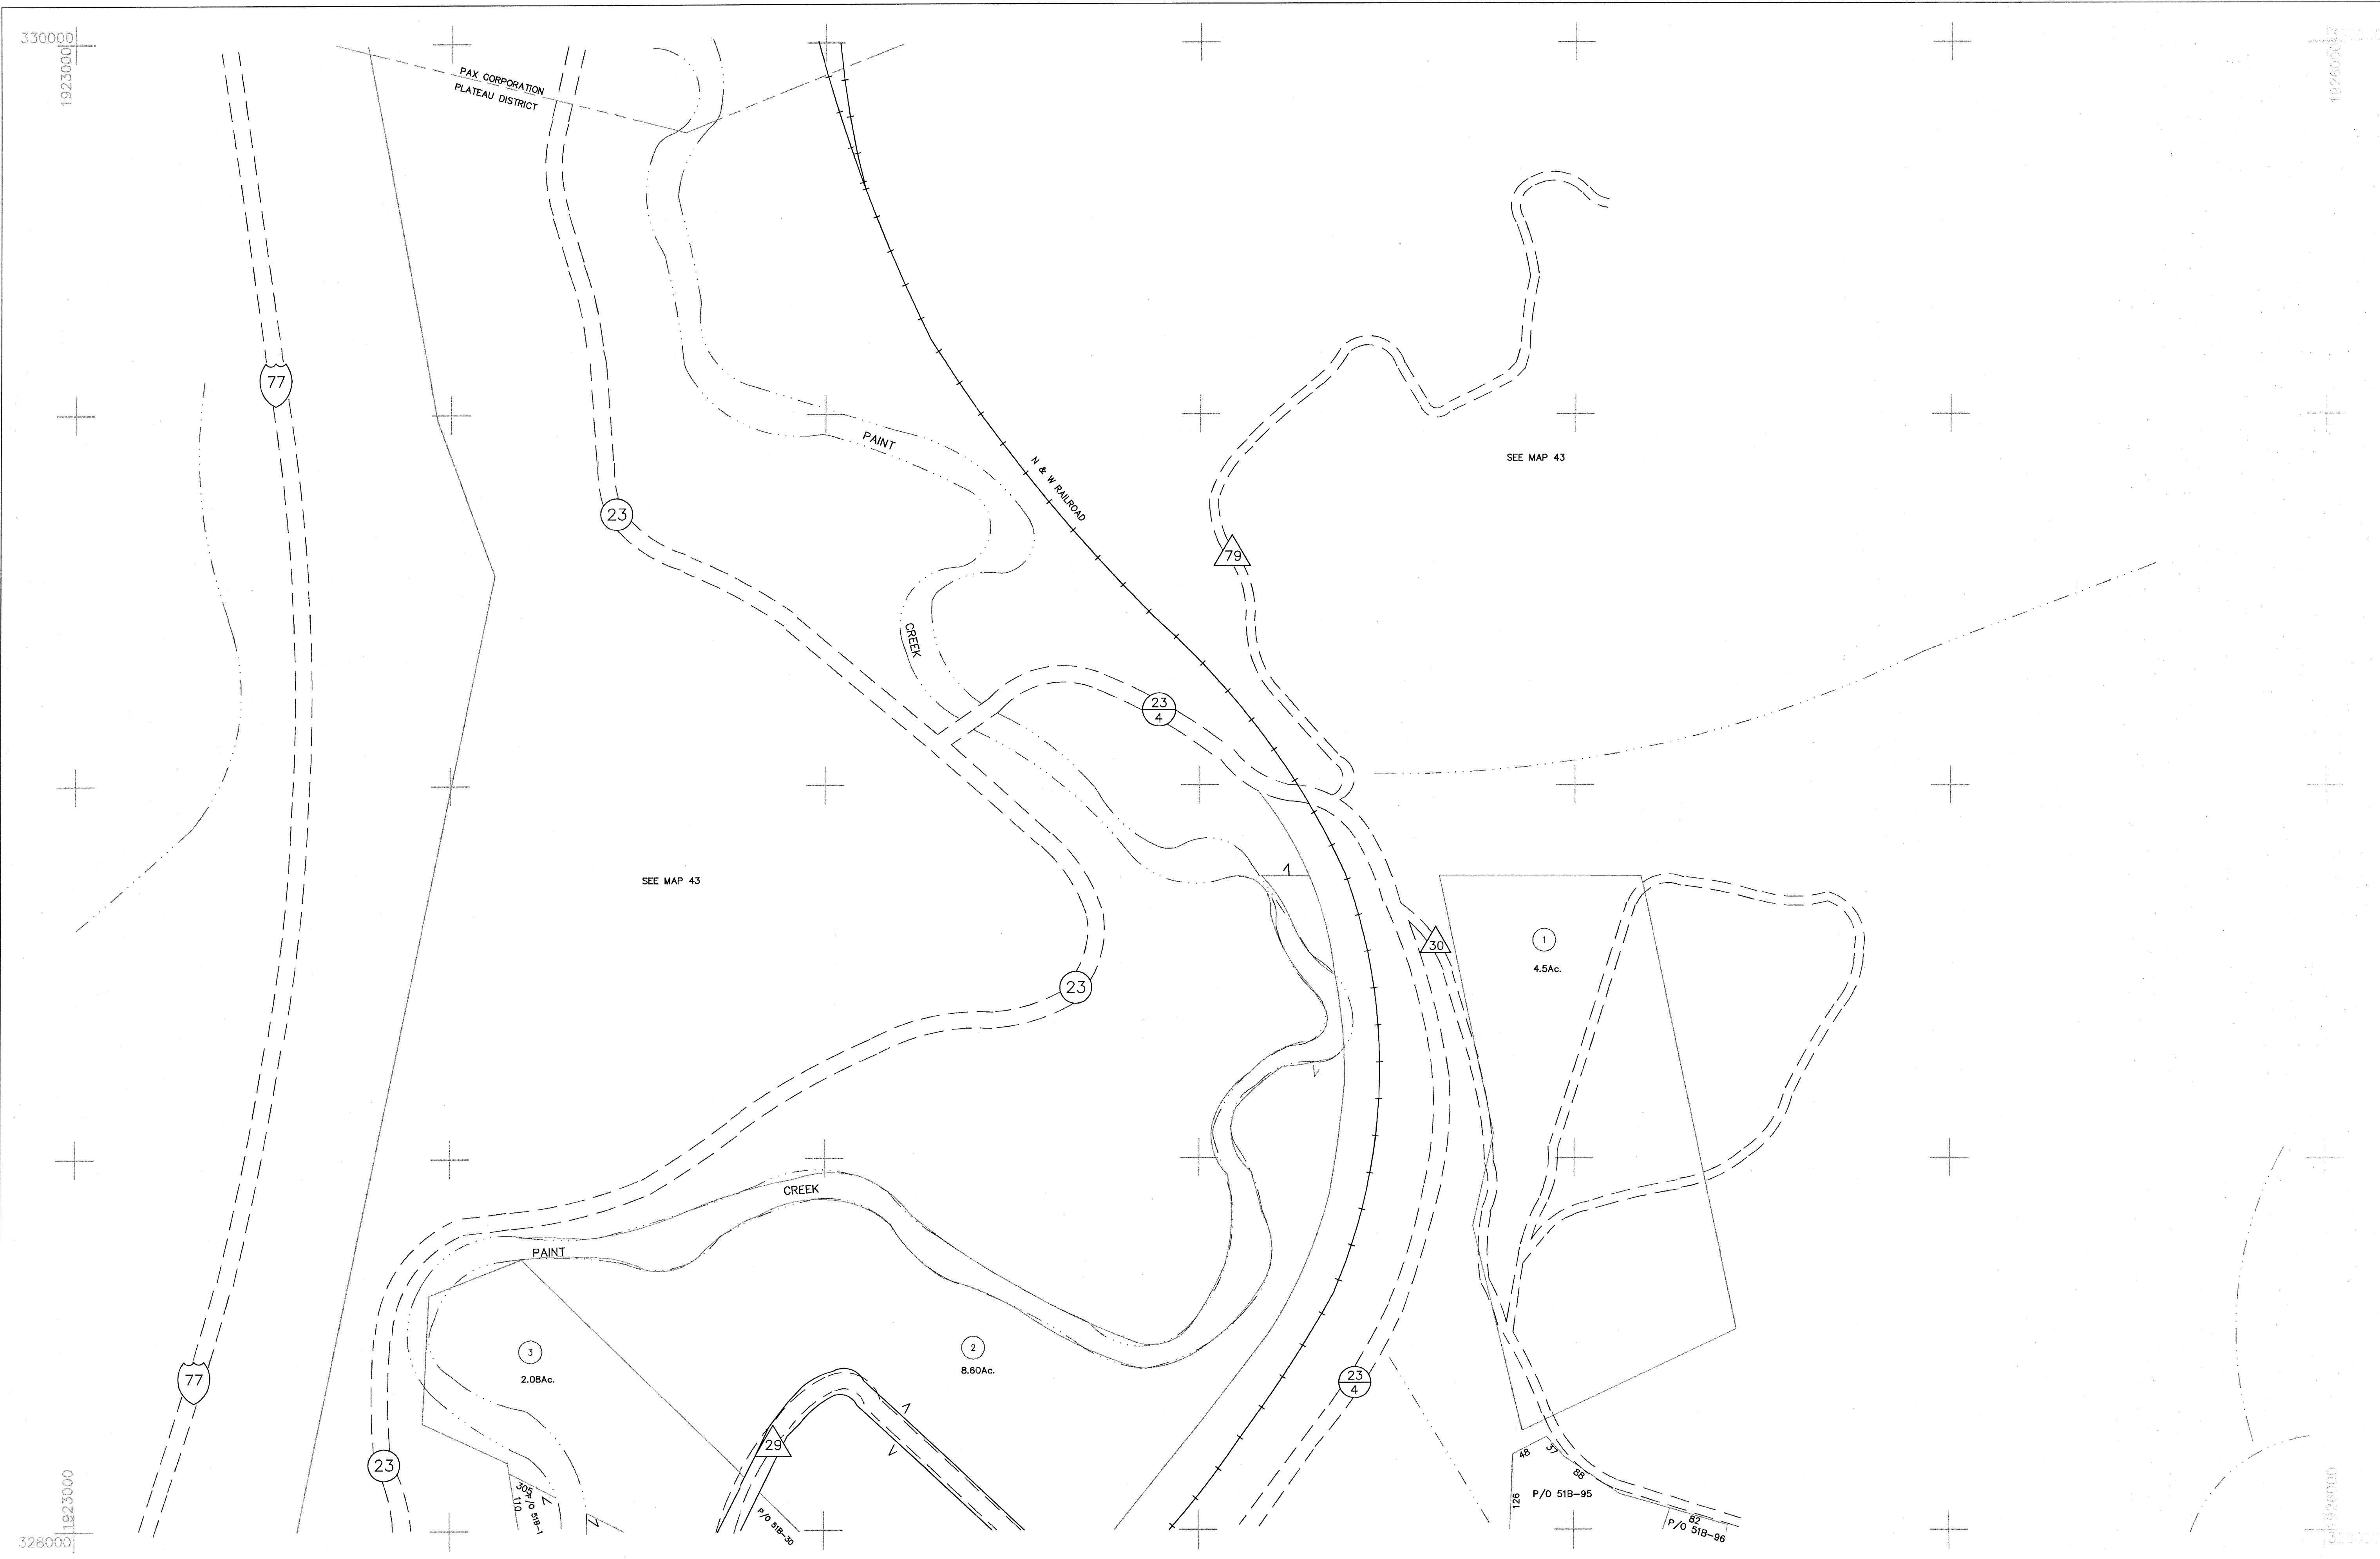 330000
1923000
1926000
PAX CORPORATION
PLATEAU DISTRICT
77
23
PAINT
N & W RAILROAD
SEE MAP 43
79
CREEK
23
4
SEE MAP 43
30
1
4.5Ac.
23
CREEK
PAINT
3
2.08Ac.
2
8.60Ac.
77
29
23
4
23
48
37
88
126
P/O 51B-95
82
P/O 51B-96
305
110
P/O 51B-1
P/O 51B-30
1923000
328000
1926000